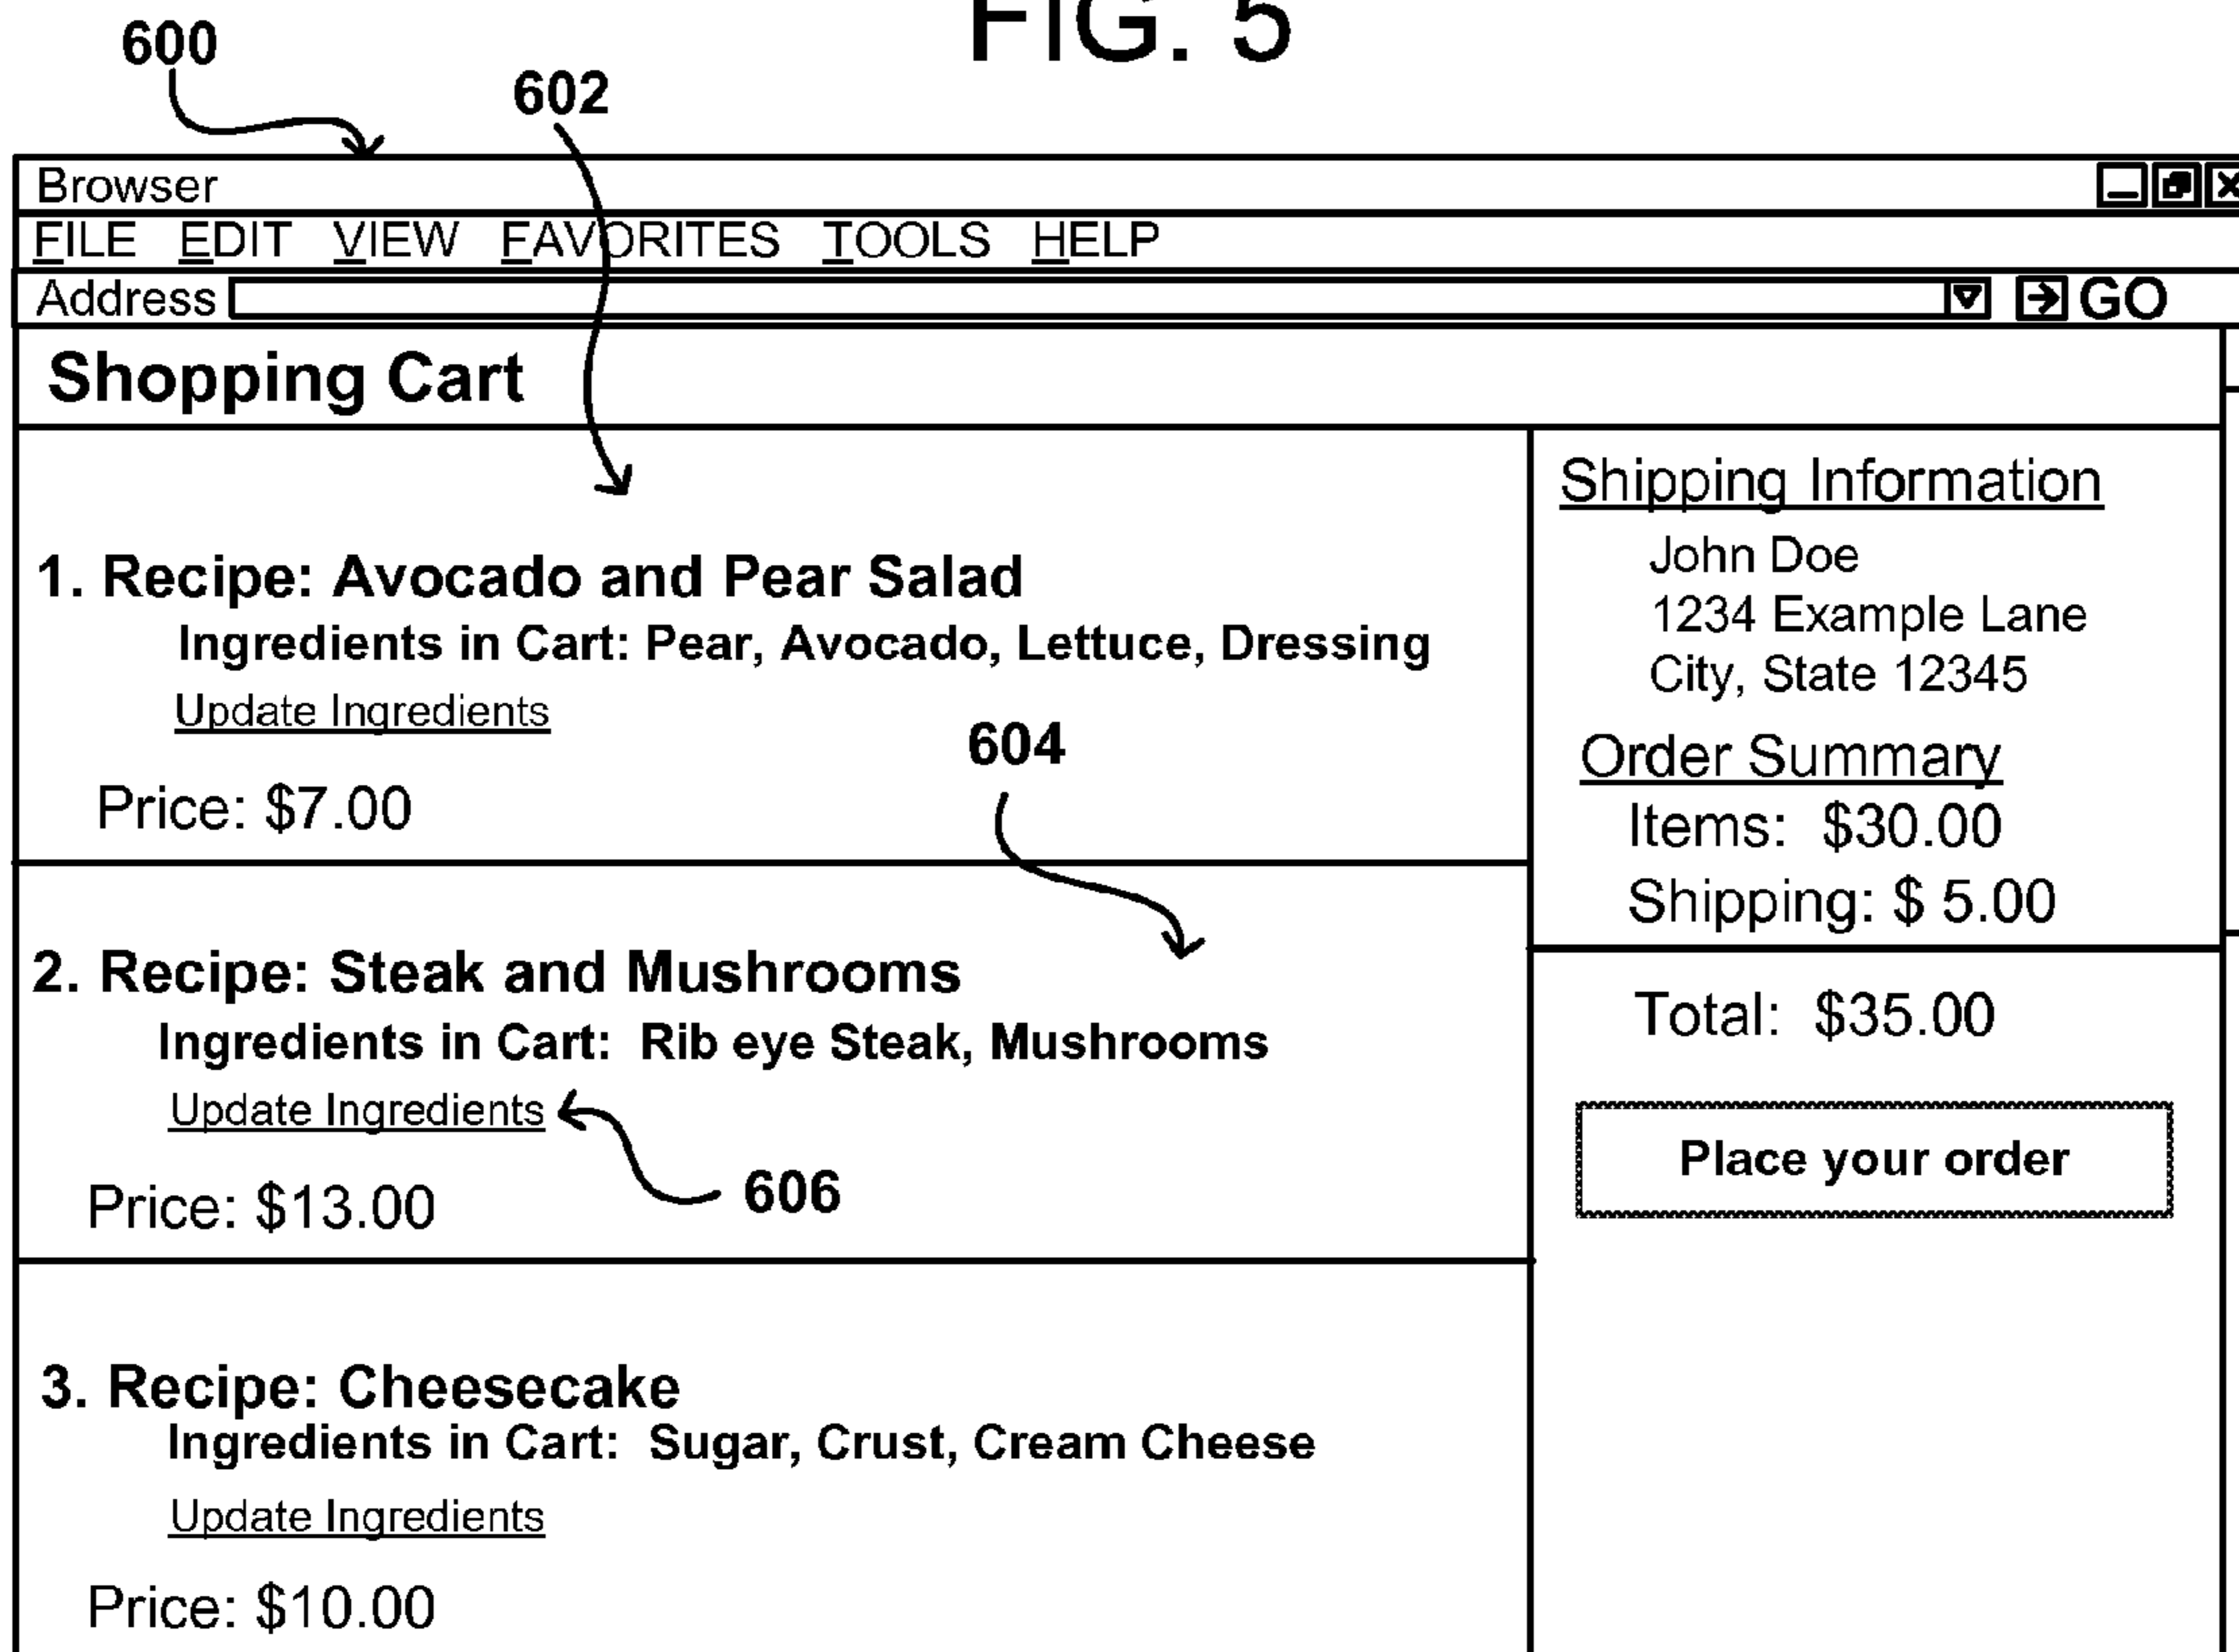 FIG. 5
600
602
Browser
FILE EDIT VIEW FAVORITES TOOLS HELP
Address
GO
Shopping Cart
1. Recipe: Avocado and Pear Salad
Ingredients in Cart: Pear, Avocado, Lettuce, Dressing
Update Ingredients
604
Price: $7.00
2. Recipe: Steak and Mushrooms
Ingredients in Cart: Rib eye Steak, Mushrooms
Update Ingredients
606
Price: $13.00
3. Recipe: Cheesecake
Ingredients in Cart: Sugar, Crust, Cream Cheese
Update Ingredients
Price: $10.00
Shipping Information
John Doe
1234 Example Lane
City, State 12345
Order Summary
Items: $30.00
Shipping: $ 5.00
Total: $35.00
Place your order